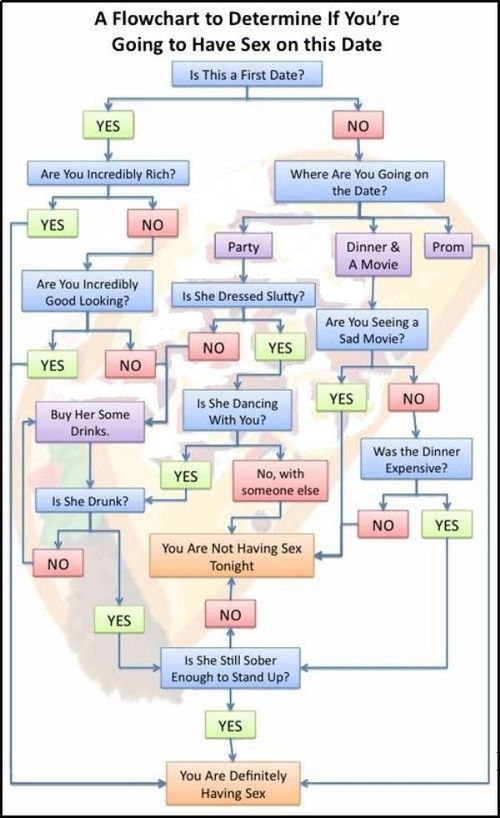 A Flowchart to Determine If You're
Going to Have Sex on this Date
Is This a First Date?
YES
NO
Are You Incredibly Rich?
Where Are You Going on
the Date?
YES
NO
Party
Dinner &
A Movie
Prom
Are You Incredibly
Good Looking?
Is She Dressed Slutty?
Are You Seeing a
Sad Movie?
YES
NO
NO
YES
YES
NO
Buy Her Some
Drinks.
Is She Dancing
With You?
Was the Dinner
Expensive?
Is She Drunk?
YES
No, with
someone else
NO
YES
NO
You Are Not Having Sex
Tonight
YES
NO
Is She Still Sober
Enough to Stand Up?
YES
You Are Definitely
Having Sex